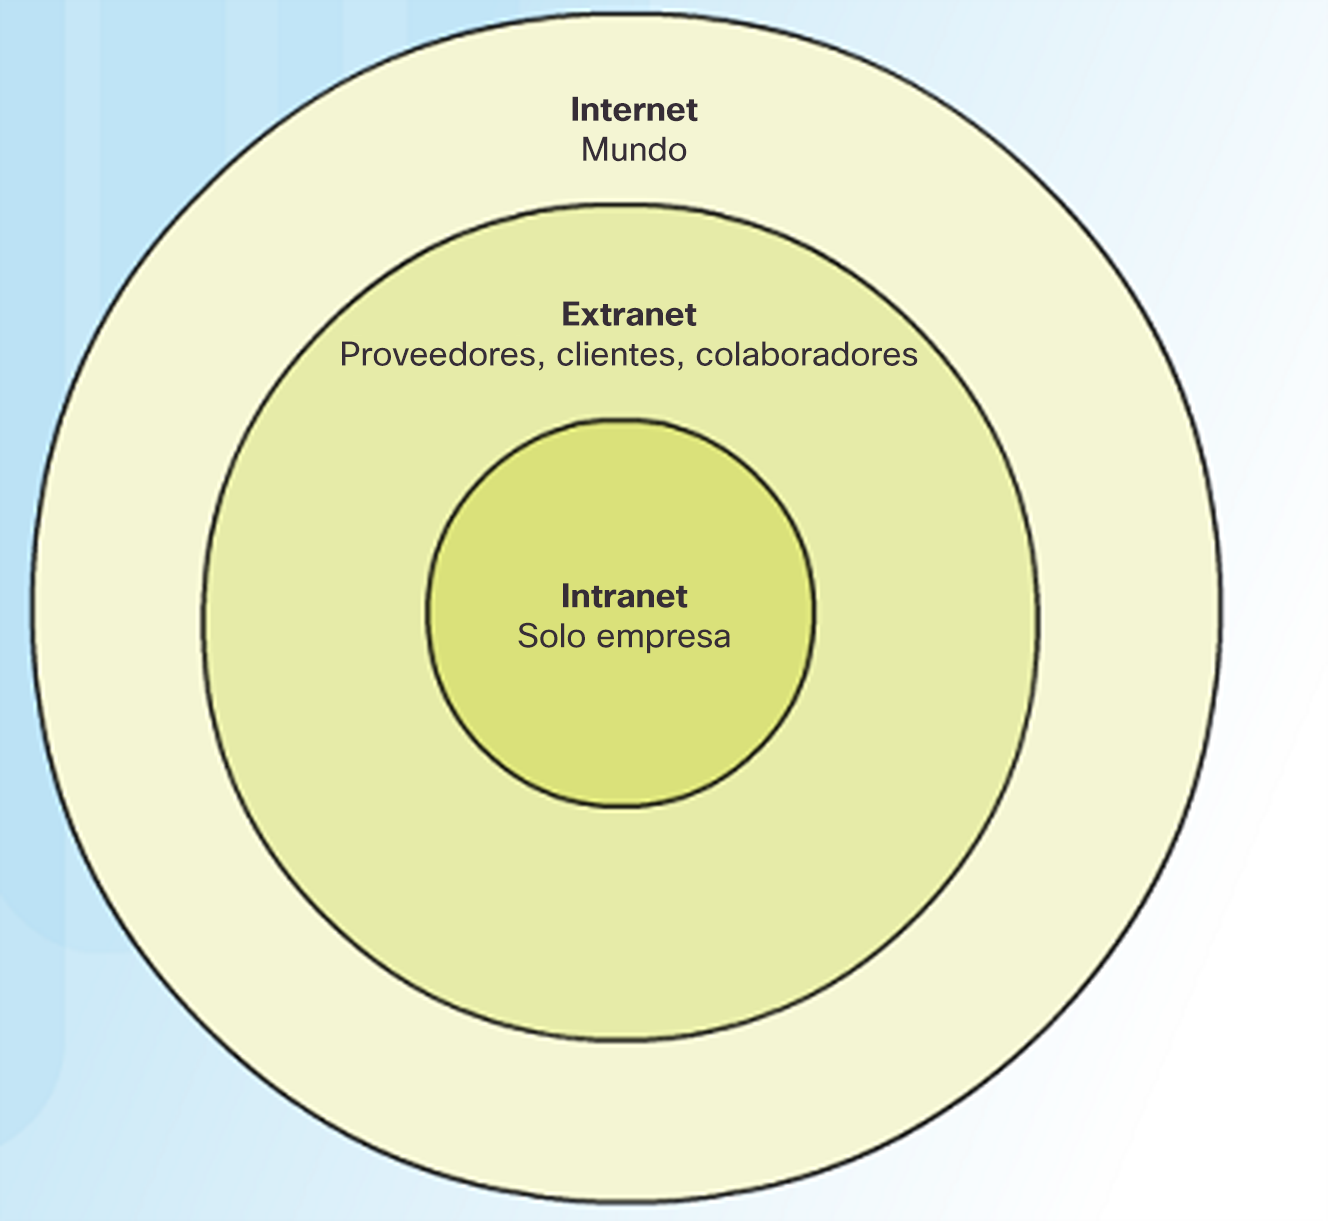 Internet
Mundo
Extranet
Proveedores, clientes, colaboradores
Intranet
Solo empresa